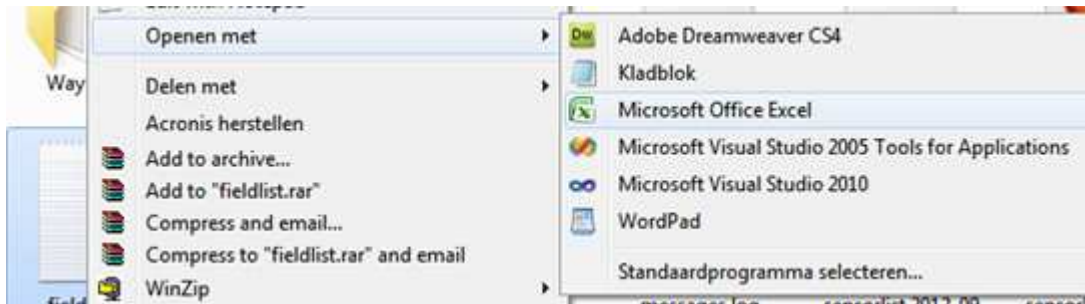 Openen met
Way
Delen met
Acronis herstellen
Add to archive...
Add to "fieldlist.rar"
Compress and email...
Compress to "fieldlist.rar" and email
WinZip
Dw
Adobe Dreamweaver CS4
Kladblok
Microsoft Office Excel
Microsoft Visual Studio 2005 Tools for Applications
Microsoft Visual Studio 2010
WordPad
Standaardprogramma selecteren...